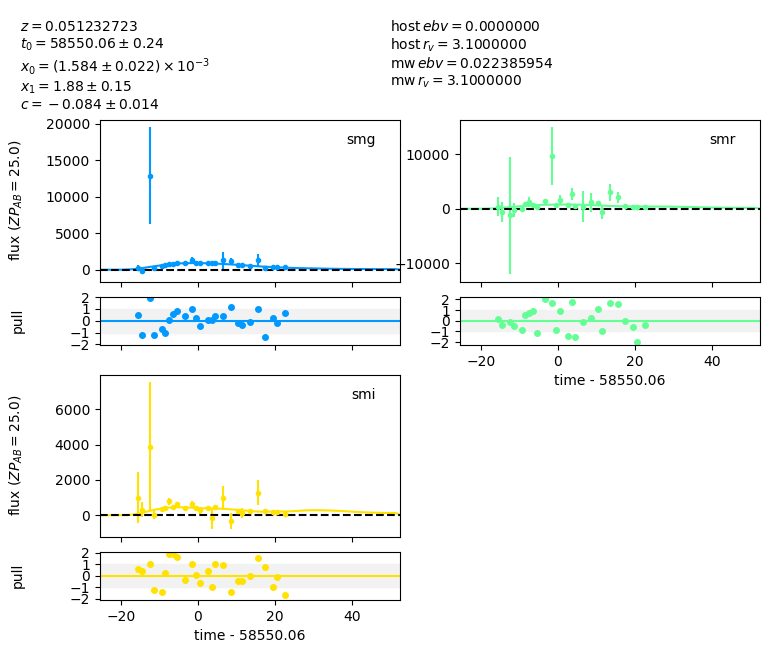 z = 0.051232723
t₀ = 58550.06 ± 0.24
x₀ = (1.584 ± 0.022) × 10⁻³
x₁ = 1.88 ± 0.15
c = −0.084 ± 0.014
host ebv = 0.0000000
host r_v = 3.1000000
mw ebv = 0.022385954
mw r_v = 3.1000000
flux (ZP_AB = 25.0)
20000
15000
10000
5000
0
smg
10000
0
−10000
smr
pull
2
1
0
−1
−2
2
1
0
−1
−2
−20
0
20
40
time - 58550.06
flux (ZP_AB = 25.0)
6000
4000
2000
0
smi
pull
2
1
0
−1
−2
−20
0
20
40
time - 58550.06